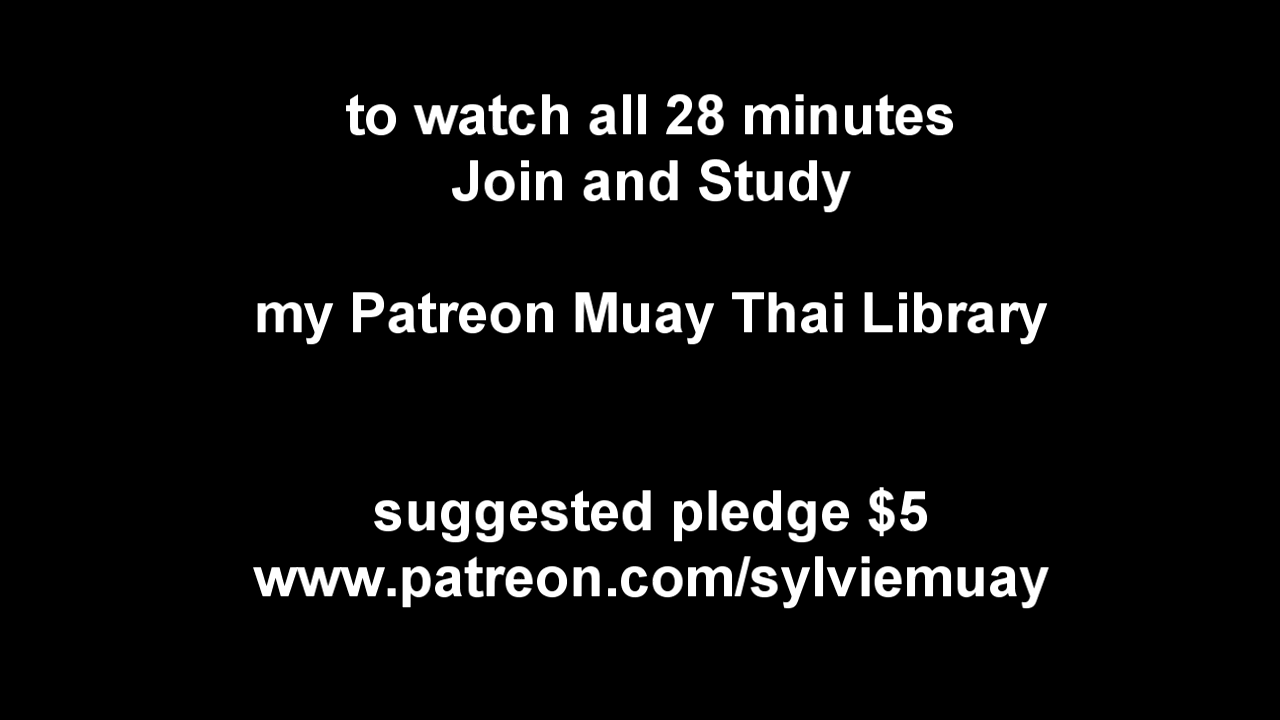 to watch all 28 minutes
Join and Study
my Patreon Muay Thai Library
suggested pledge $5
www.patreon.com/sylviemuay